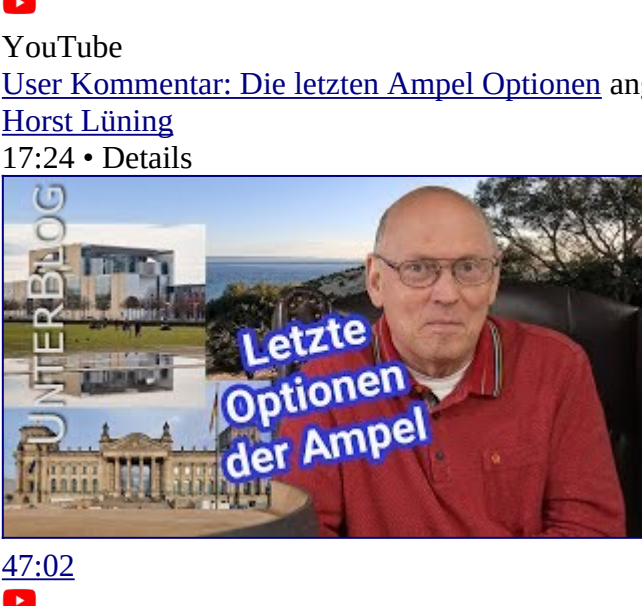 YouTube
User Kommentar: Die letzten Ampel Optionen
Horst Lüning
17:24 • Details
UNTERBLOG
Letzte
Optionen
der Ampel
47:02